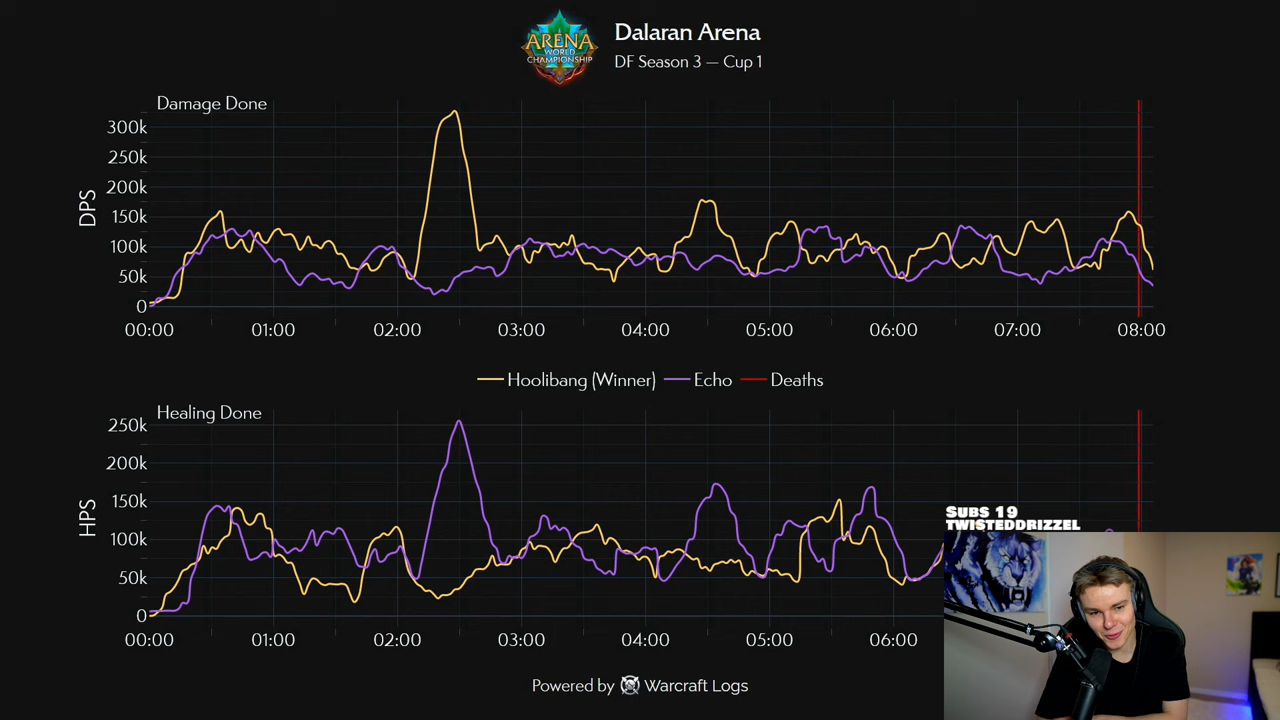 ARENA
WORLD
CHAMPIONSHIP
Dalaran Arena
DF Season 3 — Cup 1
Damage Done
DPS
300k
250k
200k
150k
100k
50k
0
00:00 01:00 02:00 03:00 04:00 05:00 06:00 07:00 08:00
Hoolibang (Winner) Echo Deaths
Healing Done
HPS
250k
200k
150k
100k
50k
0
00:00 01:00 02:00 03:00 04:00 05:00 06:00
SUBS 19
TWISTEDDRIZZEL
Powered by Warcraft Logs